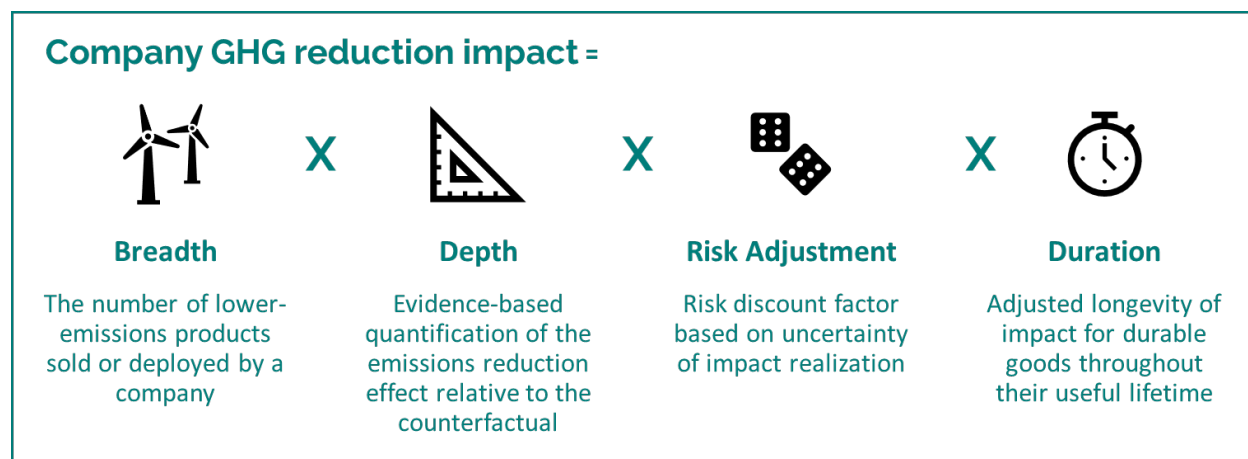 Company GHG reduction impact =
X
X
X
Breadth
The number of lower-
emissions products
sold or deployed by a
company
Depth
Evidence-based
quantification of the
emissions reduction
effect relative to the
counterfactual
Risk Adjustment
Risk discount factor
based on uncertainty
of impact realization
Duration
Adjusted longevity of
impact for durable
goods throughout
their useful lifetime